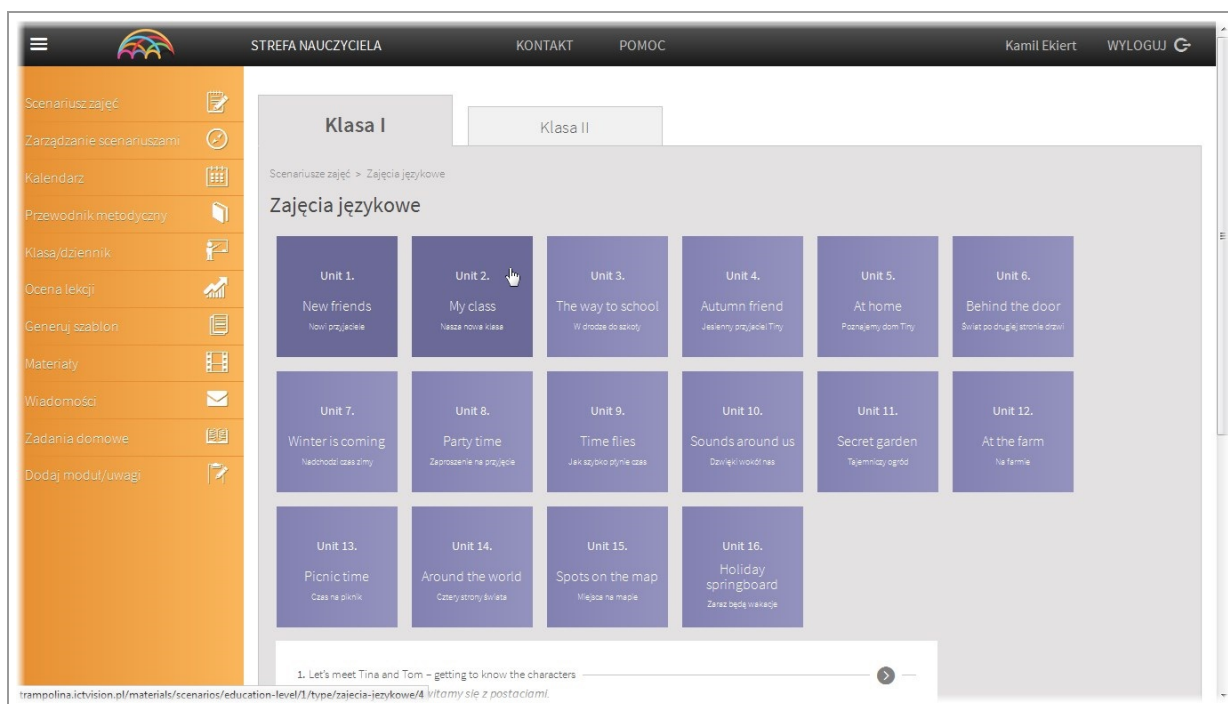 STREFA NAUCZYCIELA KONTAKT POMOC Kamil Ekiert WYLOGUJ
Scenariusz zajęć
Zarządzanie scenariuszami
Kalendarz
Przewodnik metodyczny
Klasa/dziennik
Ocena lekcji
Generuj szablon
Materiały
Wiadomości
Zadania domowe
Dodaj moduł/uwagi
Klasa I Klasa II
Scenariusze zajęć > Zajęcia językowe
Zajęcia językowe
Unit 1.
New friends
Nowi przyjaciele
Unit 2.
My class
Nasza nowa klasa
Unit 3.
The way to school
W drodze do szkoły
Unit 4.
Autumn friend
Jesienny przyjaciel Tiny
Unit 5.
At home
Poznajemy dom Tiny
Unit 6.
Behind the door
Świat po drugiej stronie drzwi
Unit 7.
Winter is coming
Nadchodzi czas zimy
Unit 8.
Party time
Zaproszenie na przyjęcie
Unit 9.
Time flies
Jak szybko płynie czas
Unit 10.
Sounds around us
Dźwięki wokół nas
Unit 11.
Secret garden
Tajemniczy ogród
Unit 12.
At the farm
Na farmie
Unit 13.
Picnic time
Czas na piknik
Unit 14.
Around the world
Cztery strony świata
Unit 15.
Spots on the map
Miejsca na mapie
Unit 16.
Holiday
springboard
Zaraz będą wakacje
1. Let's meet Tina and Tom – getting to know the characters
trampolina.ictvision.pl/materials/scenarios/education-level/1/type/zajecia-jezykowe/4 witamy się z postaciami.